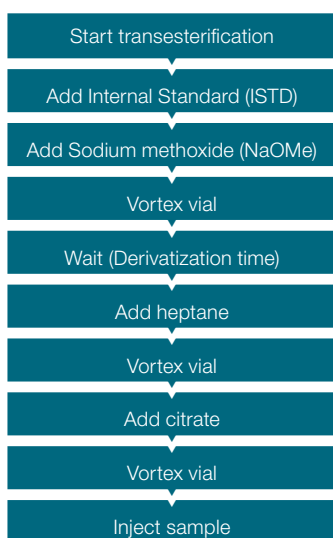 Start transesterification
Add Internal Standard (ISTD)
Add Sodium methoxide (NaOMe)
Vortex vial
Wait (Derivatization time)
Add heptane
Vortex vial
Add citrate
Vortex vial
Inject sample